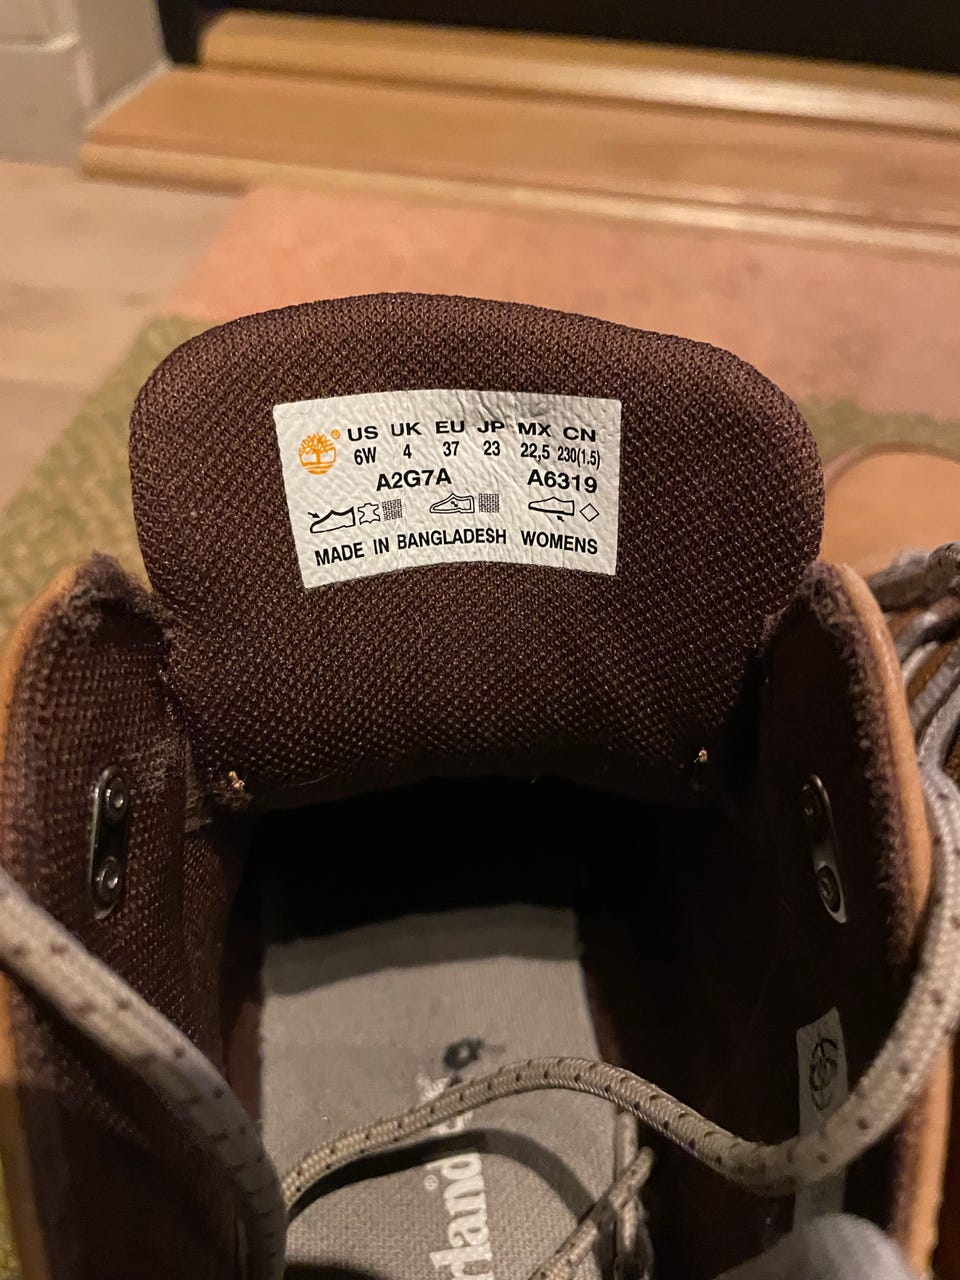 US UK EU JP MX CN
6W 4 37 23 22,5 230(1.5)
A2G7A A6319
MADE IN BANGLADESH WOMENS
®